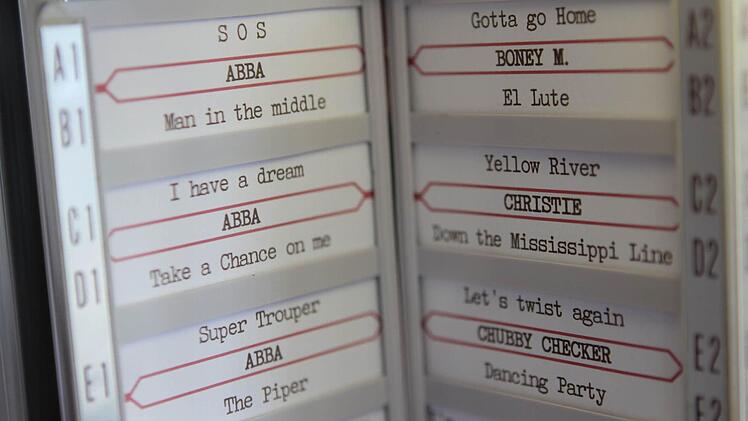 A1
S O S
ABBA
B1
Man in the middle
C1
I have a dream
ABBA
D1
Take a Chance on me
E1
Super Trouper
ABBA
The Piper
Gotta go Home
A2
BONEY M.
El Lute
B2
Yellow River
C2
CHRISTIE
Down the Mississippi Line
D2
Let's twist again
CHUBBY CHECKER
E2
Dancing Party
F2